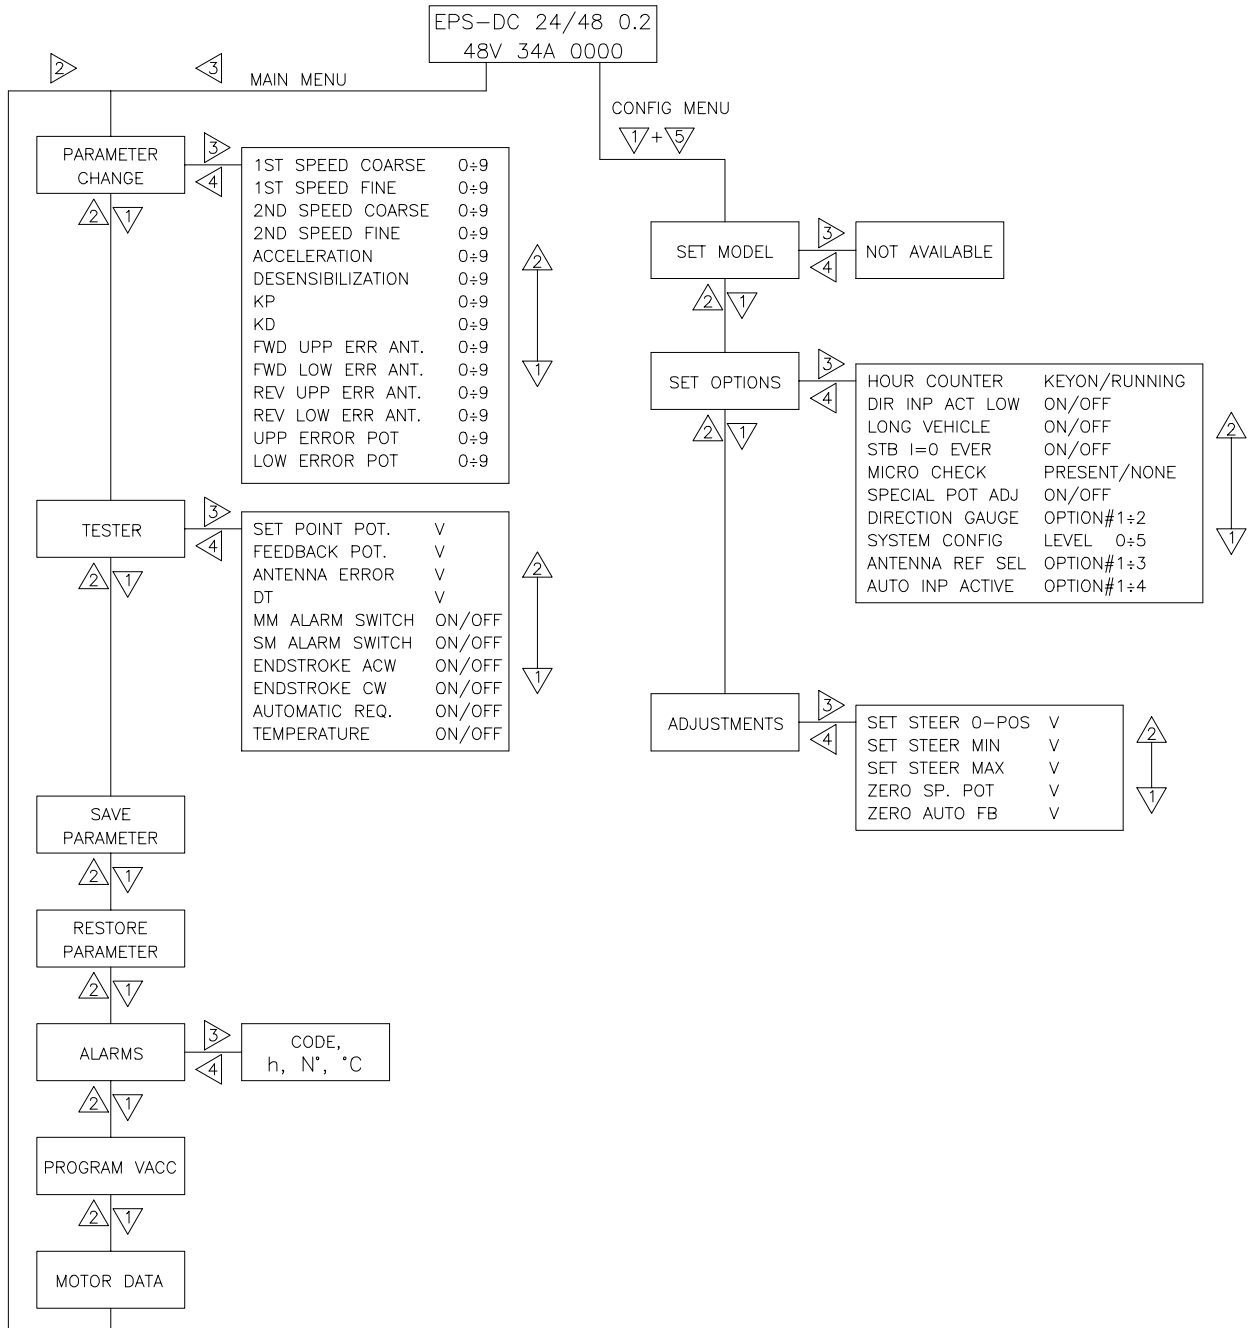 EPS-DC 24/48 0.2
48V 34A 0000
2
3
MAIN MENU
CONFIG MENU
1 + 5
PARAMETER
CHANGE
3
4
2 1
1ST SPEED COARSE 0÷9
1ST SPEED FINE 0÷9
2ND SPEED COARSE 0÷9
2ND SPEED FINE 0÷9
ACCELERATION 0÷9
DESENSIBILIZATION 0÷9
KP 0÷9
KD 0÷9
FWD UPP ERR ANT. 0÷9
FWD LOW ERR ANT. 0÷9
REV UPP ERR ANT. 0÷9
REV LOW ERR ANT. 0÷9
UPP ERROR POT 0÷9
LOW ERROR POT 0÷9
2
1
TESTER
3
4
2 1
SET POINT POT. V
FEEDBACK POT. V
ANTENNA ERROR V
DT V
MM ALARM SWITCH ON/OFF
SM ALARM SWITCH ON/OFF
ENDSTROKE ACW ON/OFF
ENDSTROKE CW ON/OFF
AUTOMATIC REQ. ON/OFF
TEMPERATURE ON/OFF
2
1
SAVE
PARAMETER
2 1
RESTORE
PARAMETER
2 1
ALARMS
3
4
2 1
CODE,
h, N°, °C
PROGRAM VACC
2 1
MOTOR DATA
SET MODEL
3
4
2 1
NOT AVAILABLE
SET OPTIONS
3
4
2 1
HOUR COUNTER KEYON/RUNNING
DIR INP ACT LOW ON/OFF
LONG VEHICLE ON/OFF
STB I=0 EVER ON/OFF
MICRO CHECK PRESENT/NONE
SPECIAL POT ADJ ON/OFF
DIRECTION GAUGE OPTION#1÷2
SYSTEM CONFIG LEVEL 0÷5
ANTENNA REF SEL OPTION#1÷3
AUTO INP ACTIVE OPTION#1÷4
2
1
ADJUSTMENTS
3
4
SET STEER 0-POS V
SET STEER MIN V
SET STEER MAX V
ZERO SP. POT V
ZERO AUTO FB V
2
1